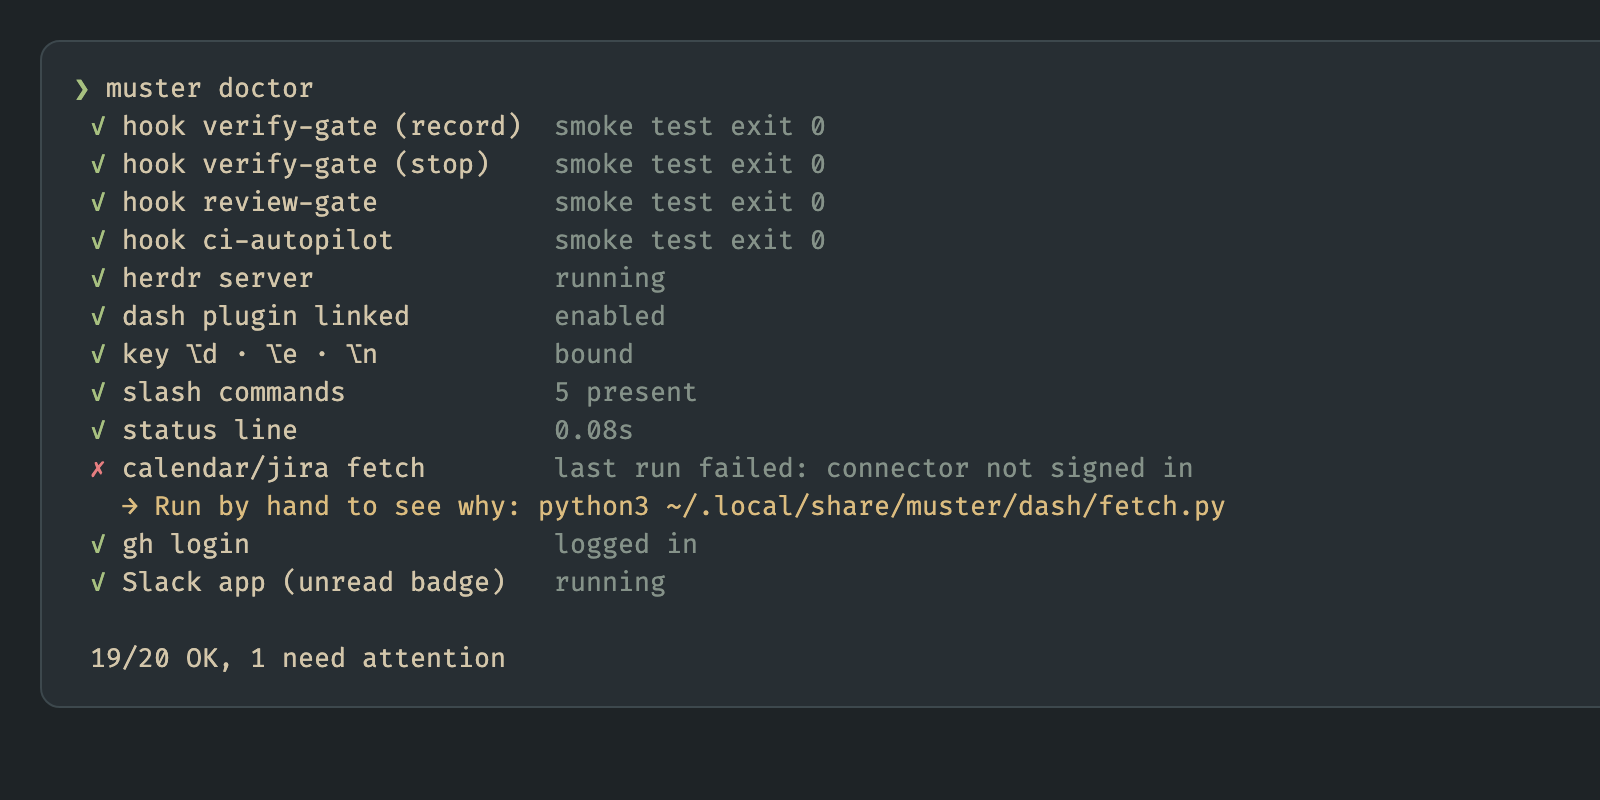 ❯ muster doctor
✓ hook verify-gate (record) smoke test exit 0
✓ hook verify-gate (stop) smoke test exit 0
✓ hook review-gate smoke test exit 0
✓ hook ci-autopilot smoke test exit 0
✓ herdr server running
✓ dash plugin linked enabled
✓ key ⌥d · ⌥e · ⌥n bound
✓ slash commands 5 present
✓ status line 0.08s
✗ calendar/jira fetch last run failed: connector not signed in
→ Run by hand to see why: python3 ~/.local/share/muster/dash/fetch.py
✓ gh login logged in
✓ Slack app (unread badge) running
19/20 OK, 1 need attention